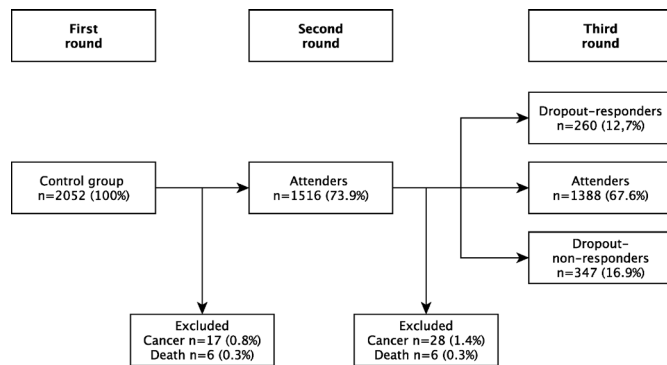 First
round
Second
round
Third
round
Dropout-responders
n=260 (12,7%)
Control group
n=2052 (100%)
Attenders
n=1516 (73.9%)
Attenders
n=1388 (67.6%)
Dropout-
non-responders
n=347 (16.9%)
Excluded
Cancer n=17 (0.8%)
Death n=6 (0.3%)
Excluded
Cancer n=28 (1.4%)
Death n=6 (0.3%)